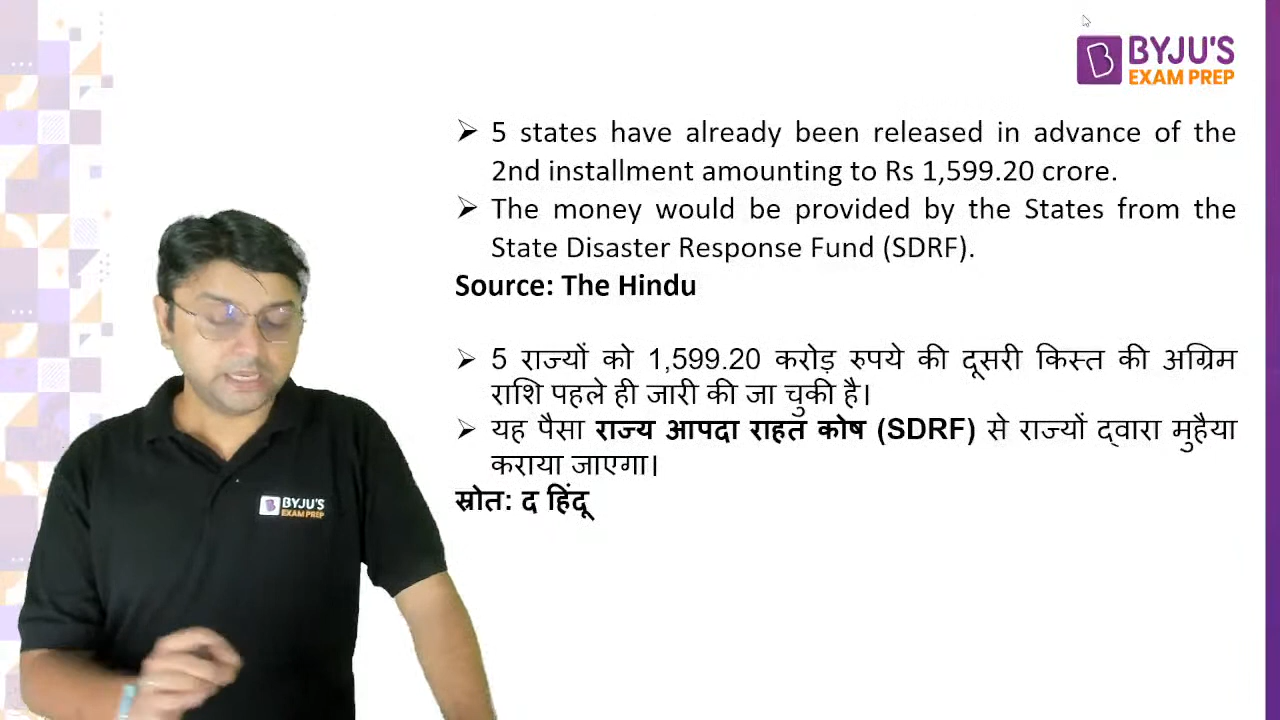 BYJU'S
EXAM PREP
➢ 5 states have already been released in advance of the
2nd installment amounting to Rs 1,599.20 crore.
➢ The money would be provided by the States from the
State Disaster Response Fund (SDRF).
Source: The Hindu
➢ 5 राज्यों को 1,599.20 करोड़ रुपये की दूसरी किस्त की अग्रिम
राशि पहले ही जारी की जा चुकी है।
➢ यह पैसा राज्य आपदा राहत कोष (SDRF) से राज्यों द्वारा मुहैया
कराया जाएगा।
स्रोत: द हिंदू
BYJU'S
EXAM PREP